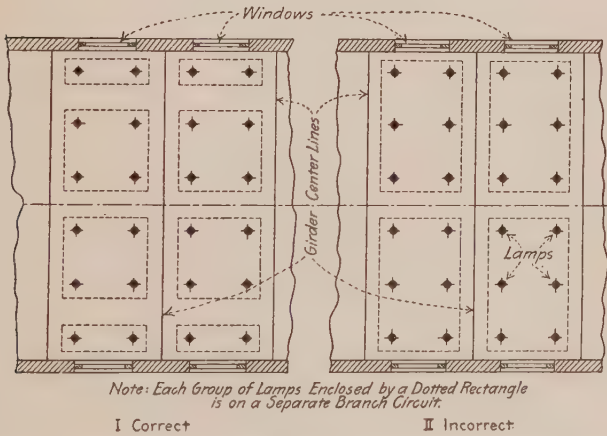 Windows
Girder Center Lines
Lamps
Note: Each Group of Lamps Enclosed by a Dotted Rectangle
is on a Separate Branch Circuit.
I Correct
II Incorrect